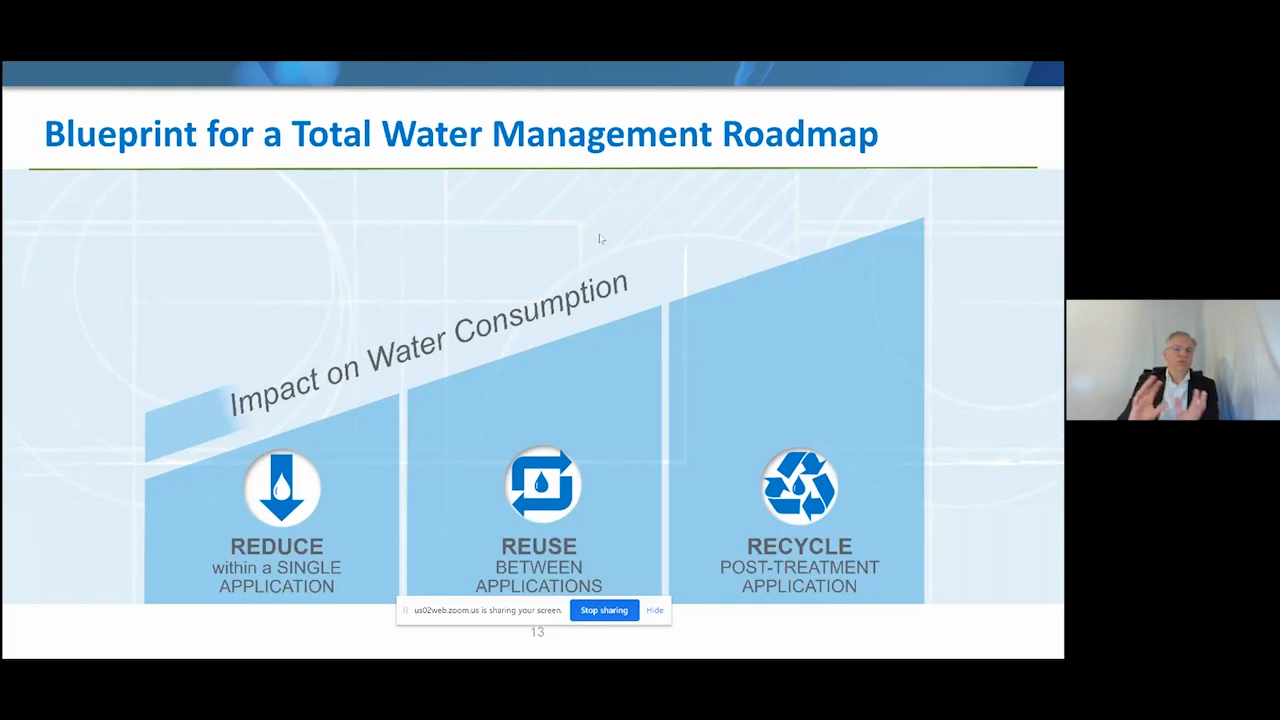 Blueprint for a Total Water Management Roadmap
Impact on Water Consumption
REDUCE
within a SINGLE
APPLICATION
REUSE
BETWEEN
APPLICATIONS
RECYCLE
POST-TREATMENT
APPLICATION
us02web.zoom.us is sharing your screen.
Stop sharing
Hide
13